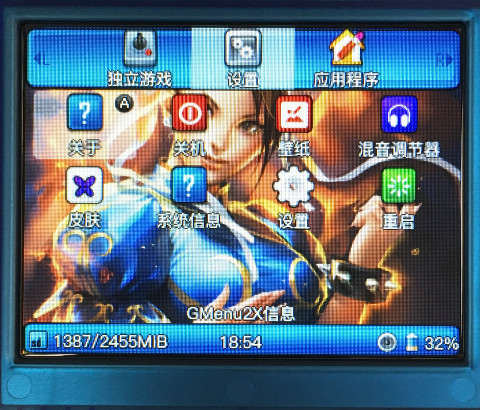 L 独立游戏 设置 应用程序 R
A
关于 关机 壁纸 混音调节器
皮肤 系统信息 设置 重启
GMenu2X信息
1387/2455MiB 18:54 32%